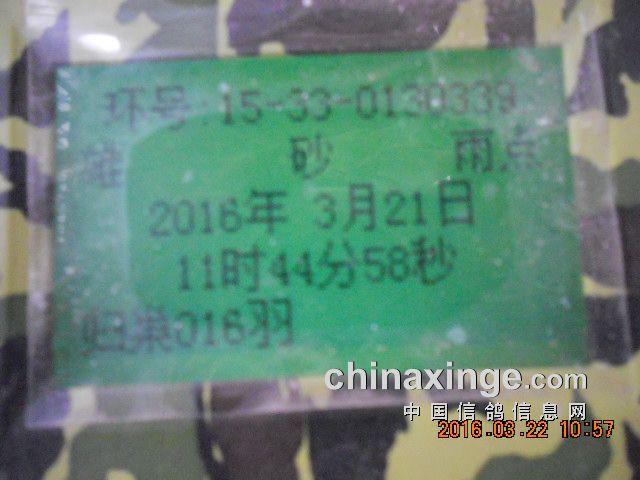 环号:15-33-0130339
雌 砂 雨点
2016年 3月21日
11时44分58秒
归巢016羽
chinaxinge.com
中国信鸽信息网
2016.03.22 10:57